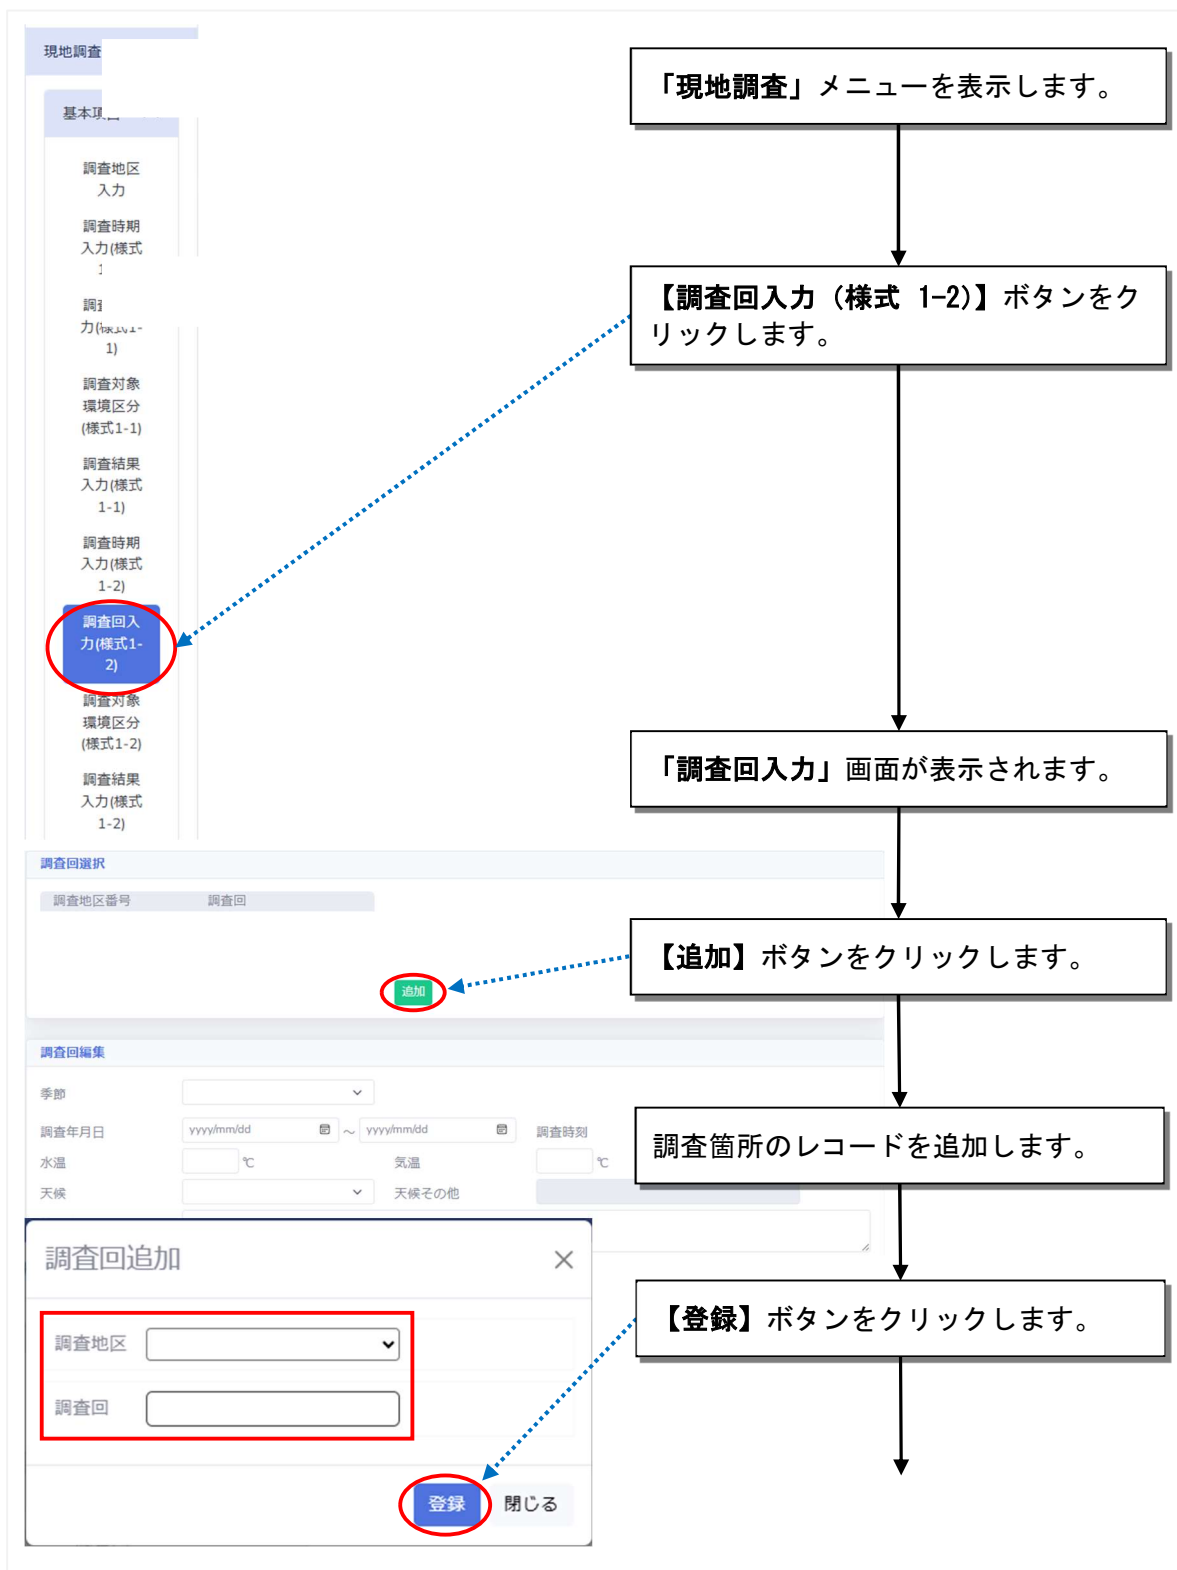 現地調査
基本項
調査地区
入力
調査時期
入力(様式
調
力(様式1-
1)
調査対象
環境区分
(様式1-1)
調査結果
入力(様式
1-1)
調査時期
入力(様式
1-2)
調査回入
力(様式1-
2)
調査対象
環境区分
(様式1-2)
調査結果
入力(様式
1-2)
「現地調査」メニューを表示します。
【調査回入力（様式 1-2)】ボタンをク
リックします。
「調査回入力」画面が表示されます。
調査回選択
調査地区番号 調査回
追加
【追加】ボタンをクリックします。
調査回編集
季節
調査年月日 yyyy/mm/dd ～ yyyy/mm/dd 調査時刻
水温 ℃ 気温 ℃
天候 天候その他
調査箇所のレコードを追加します。
調査回追加 ×
調査地区
調査回
登録 閉じる
【登録】ボタンをクリックします。